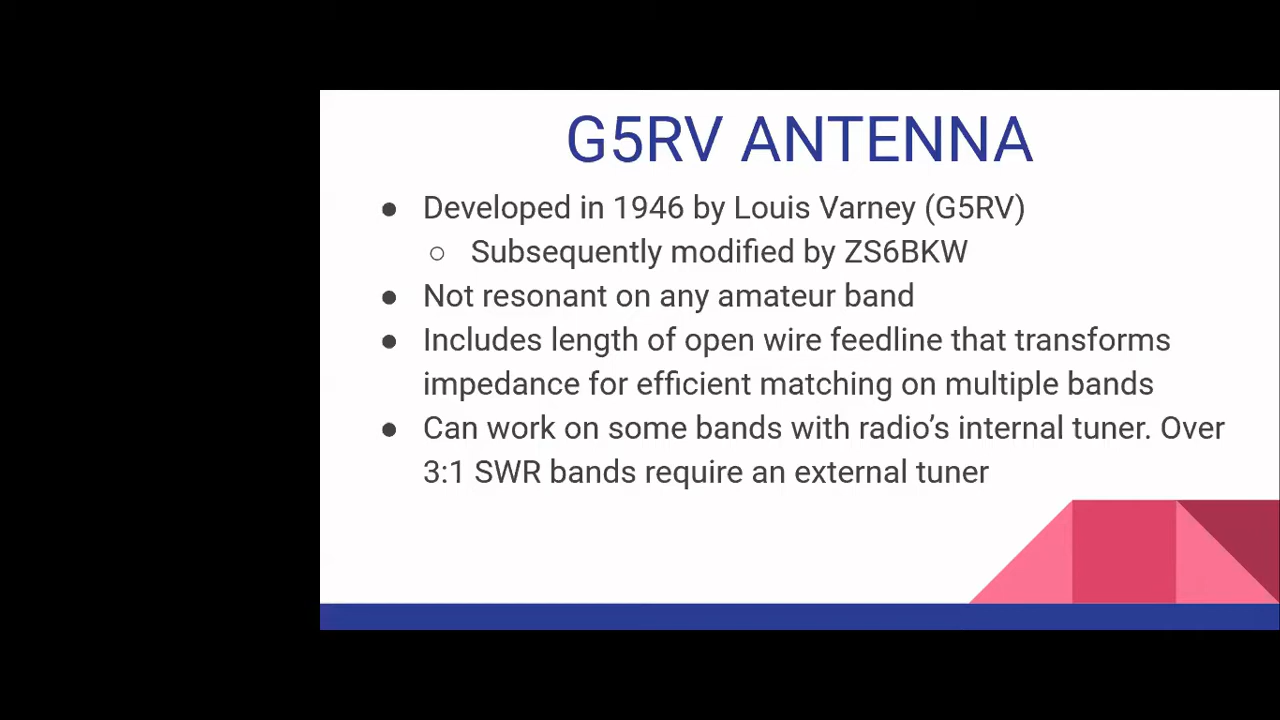 G5RV ANTENNA
● Developed in 1946 by Louis Varney (G5RV)
○ Subsequently modified by ZS6BKW
● Not resonant on any amateur band
● Includes length of open wire feedline that transforms
impedance for efficient matching on multiple bands
● Can work on some bands with radio’s internal tuner. Over
3:1 SWR bands require an external tuner